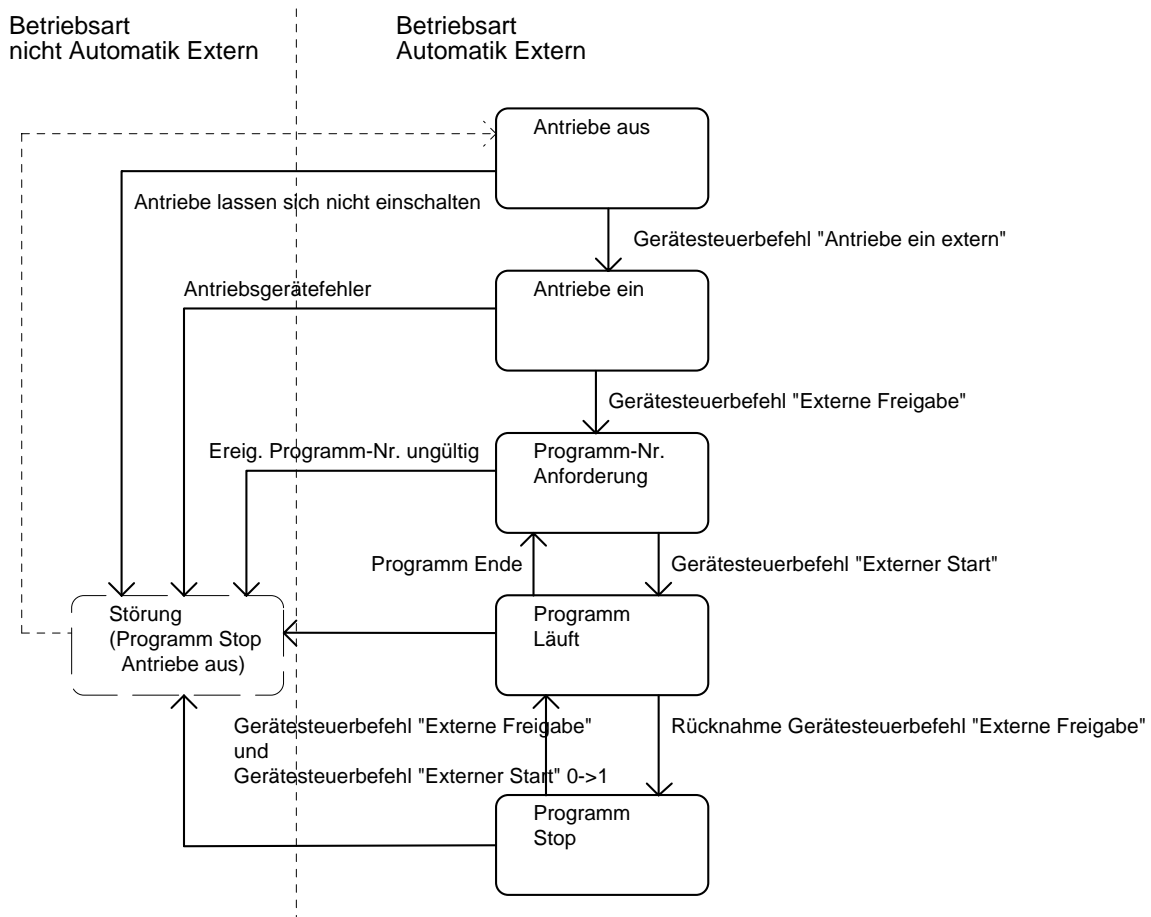 Betriebsart
nicht Automatik Extern
Betriebsart
Automatik Extern
Antriebe aus
Antriebe lassen sich nicht einschalten
Gerätesteuerbefehl "Antriebe ein extern"
Antriebsgerätefehler
Antriebe ein
Gerätesteuerbefehl "Externe Freigabe"
Ereig. Programm-Nr. ungültig
Programm-Nr.
Anforderung
Programm Ende
Gerätesteuerbefehl "Externer Start"
Störung
(Programm Stop
Antriebe aus)
Programm
Läuft
Gerätesteuerbefehl "Externe Freigabe"
und
Gerätesteuerbefehl "Externer Start" 0->1
Rücknahme Gerätesteuerbefehl "Externe Freigabe"
Programm
Stop